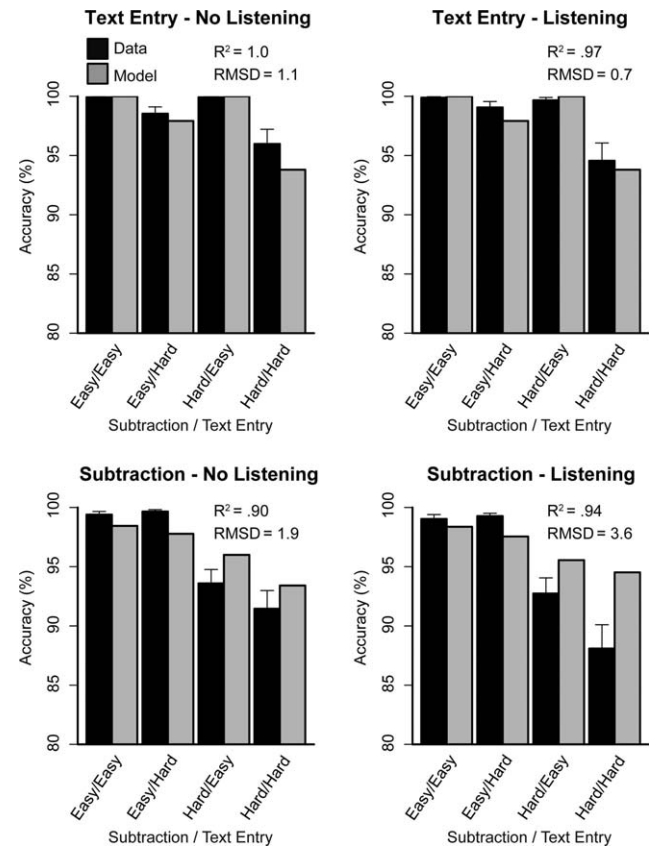 Text Entry - No Listening
Data
Model
R² = 1.0
RMSD = 1.1
Accuracy (%)
100
95
90
85
80
Easy/Easy
Easy/Hard
Hard/Easy
Hard/Hard
Subtraction / Text Entry
Text Entry - Listening
R² = .97
RMSD = 0.7
Accuracy (%)
100
95
90
85
80
Easy/Easy
Easy/Hard
Hard/Easy
Hard/Hard
Subtraction / Text Entry
Subtraction - No Listening
R² = .90
RMSD = 1.9
Accuracy (%)
100
95
90
85
80
Easy/Easy
Easy/Hard
Hard/Easy
Hard/Hard
Subtraction / Text Entry
Subtraction - Listening
R² = .94
RMSD = 3.6
Accuracy (%)
100
95
90
85
80
Easy/Easy
Easy/Hard
Hard/Easy
Hard/Hard
Subtraction / Text Entry